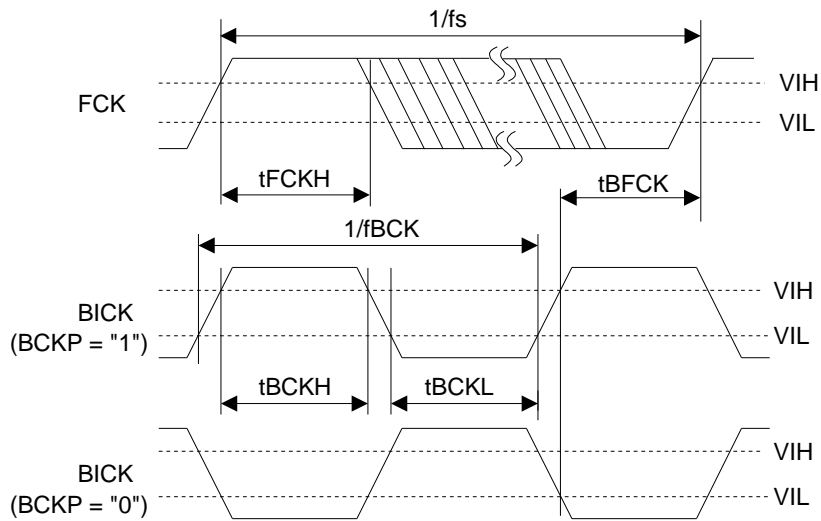 1/fs
FCK
VIH
VIL
tFCKH
tBFCK
1/fBCK
BICK
(BCKP = "1")
VIH
VIL
tBCKH
tBCKL
BICK
(BCKP = "0")
VIH
VIL